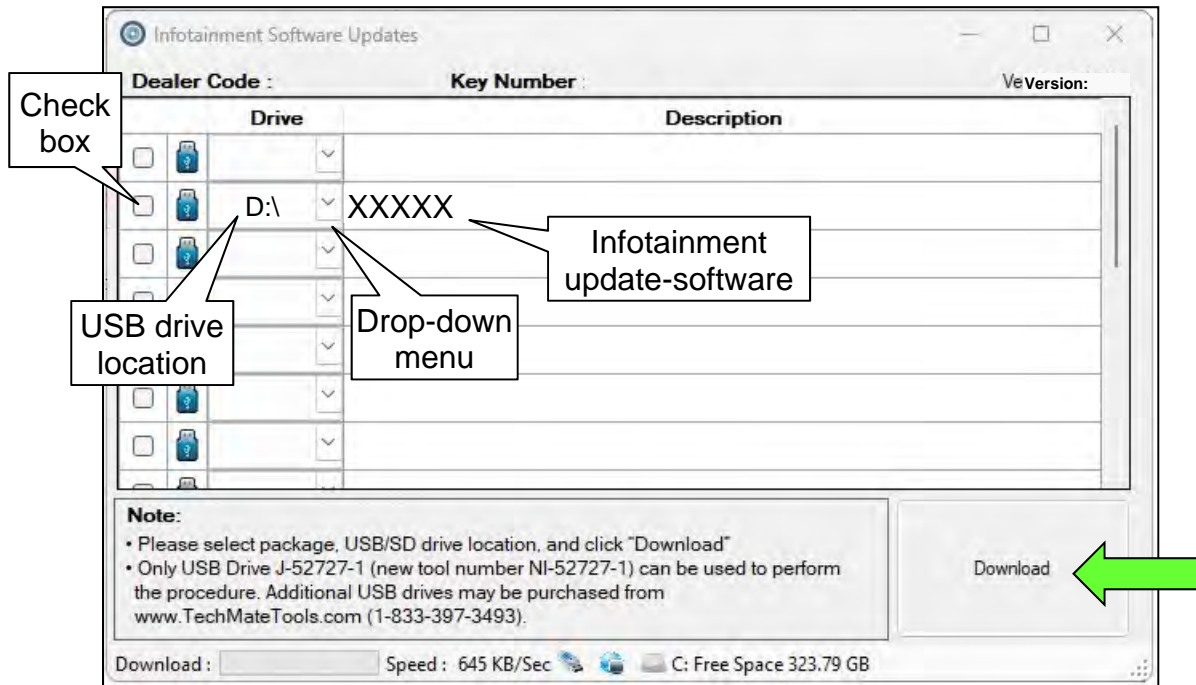 Infotainment Software Updates
Dealer Code : Key Number : Ve Version:
Check
box
Drive Description
D:\ XXXXX
Infotainment
update-software
USB drive
location
Drop-down
menu
Note:
• Please select package, USB/SD drive location, and click "Download"
• Only USB Drive J-52727-1 (new tool number NI-52727-1) can be used to perform
the procedure. Additional USB drives may be purchased from
www.TechMateTools.com (1-833-397-3493).
Download
Download : Speed : 645 KB/Sec C: Free Space 323.79 GB